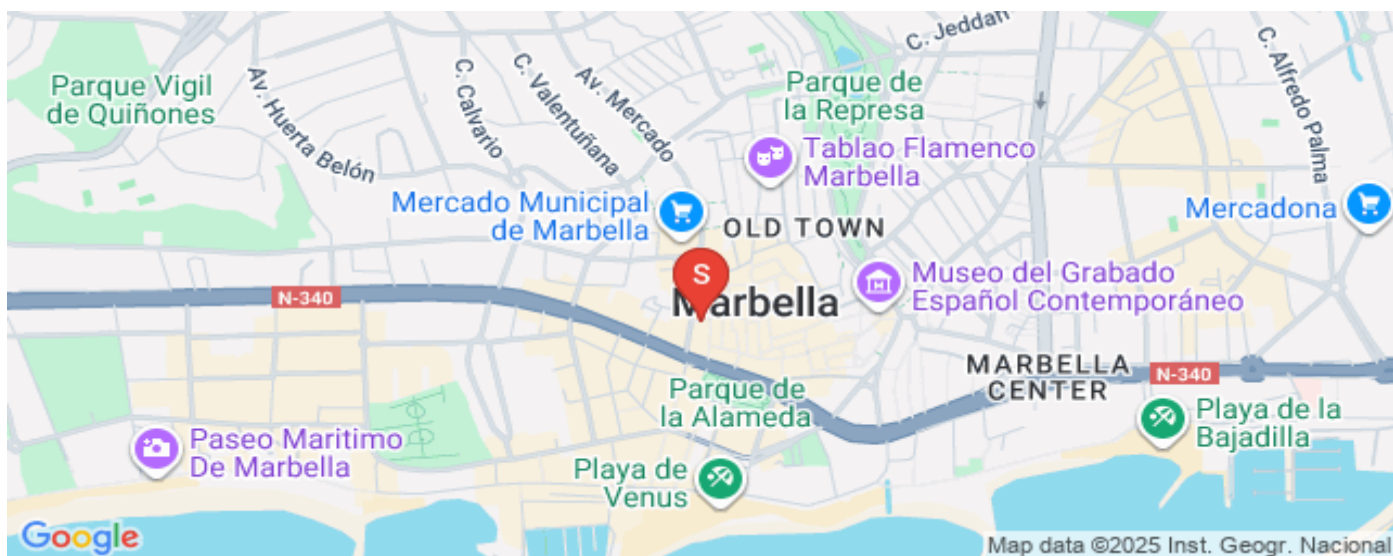 C. Jeddah
Parque Vigil
de Quiñones
Av. Huerta Belón
C. Calvario
C. Valentuñana
Av. Mercado
Parque de
la Represa
C. Alfredo Palma
Tablao Flamenco
Marbella
Mercado Municipal
de Marbella
OLD TOWN
Mercadona
S
Marbella
Museo del Grabado
Español Contemporáneo
N-340
MARBELLA
CENTER
N-340
Parque de
la Alameda
Playa de la
Bajadilla
Paseo Maritimo
De Marbella
Playa de
Venus
Google
Map data ©2025 Inst. Geogr. Nacional